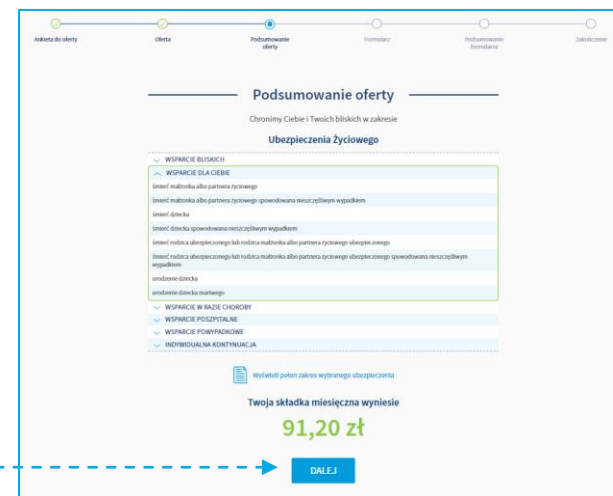 Ankieta do oferty
Oferta
Podsumowanie
oferty
Formularz
Podsumowanie
formularza
Zakończenie
Podsumowanie oferty
Chronimy Ciebie i Twoich bliskich w zakresie
Ubezpieczenia Życiowego
WSPARCIE BLISKICH
WSPARCIE DLA CIEBIE
śmierć małżonka albo partnera życiowego
śmierć małżonka albo partnera życiowego spowodowana nieszczęśliwym wypadkiem
śmierć dziecka
śmierć dziecka spowodowana nieszczęśliwym wypadkiem
śmierć rodzica ubezpieczonego lub rodzica małżonka albo partnera życiowego ubezpieczonego
śmierć rodzica ubezpieczonego lub rodzica małżonka albo partnera życiowego ubezpieczonego spowodowana nieszczęśliwym
wypadkiem
urodzenie dziecka
urodzenie dziecka martwego
WSPARCIE W RAZIE CHOROBY
WSPARCIE POSZPITALNE
WSPARCIE POWYPADKOWE
INDYWIDUALNA KONTYNUACJA
Wyświetl pełen zakres wybranego ubezpieczenia
Twoja składka miesięczna wyniesie
91,20 zł
DALEJ